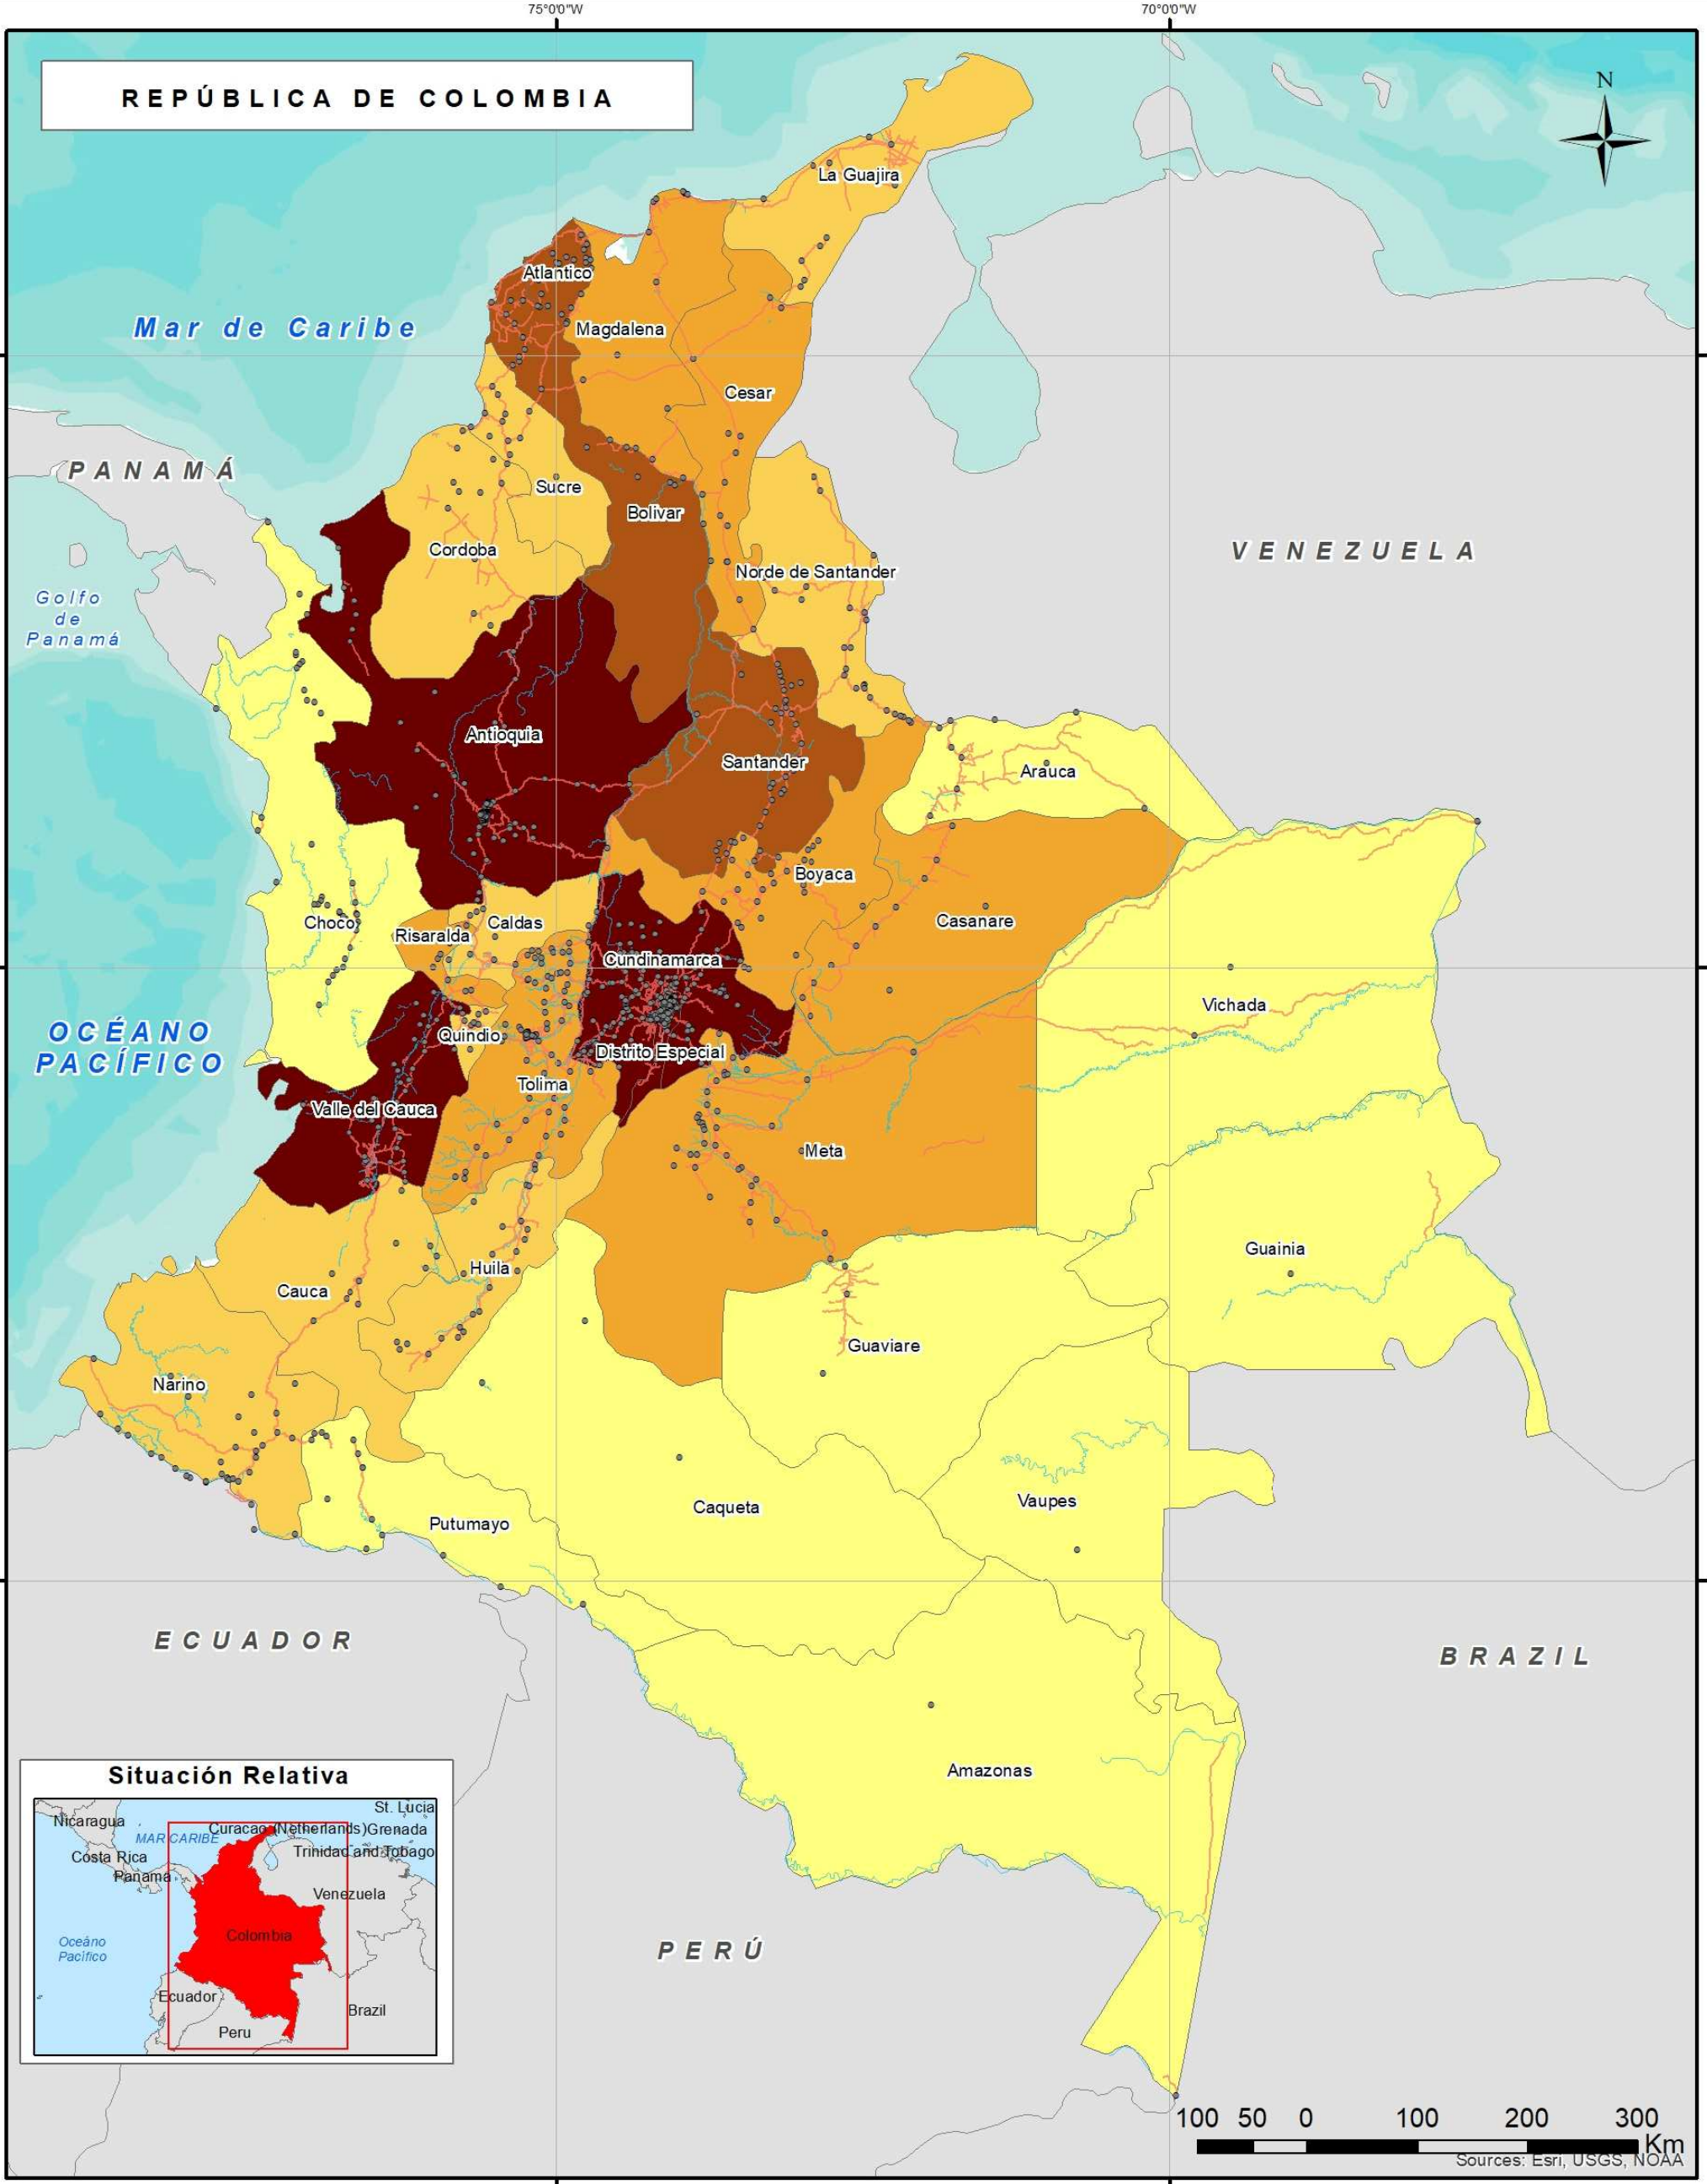 75°0'0"W
70°0'0"W
REPÚBLICA DE COLOMBIA
N
La Guajira
Atlantico
Mar de Caribe
Magdalena
Cesar
PANAMÁ
Sucre
Bolivar
Cordoba
VENEZUELA
Norde de Santander
Golfo
de
Panamá
Antioquia
Santander
Arauca
Boyaca
Choco
Caldas
Casanare
Risaralda
Cundinamarca
Vichada
OCÉANO
PACÍFICO
Quindio
Distrito Especial
Tolima
Valle del Cauca
Meta
Guainia
Huila
Cauca
Guaviare
Narino
Vaupes
Caqueta
Putumayo
ECUADOR
BRAZIL
Amazonas
PERÚ
Situación Relativa
St. Lucia
Nicaragua
Curacao (Netherlands)
Grenada
MAR CARIBE
Trinidad and Tobago
Costa Rica
Panama
Venezuela
Colombia
Oceáno
Pacífico
Ecuador
Brazil
Peru
100 50 0 100 200 300
Km
Sources: Esri, USGS, NOAA